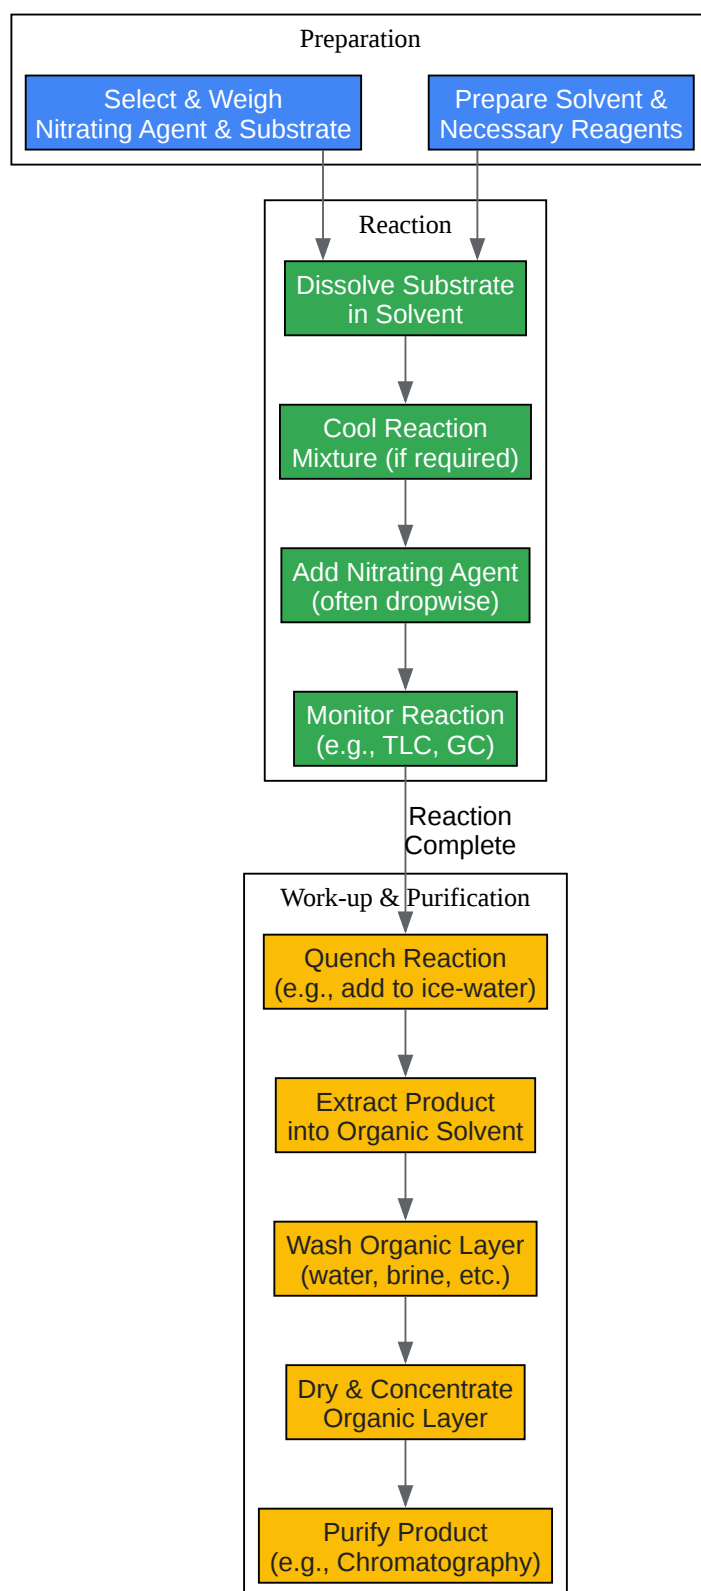 Preparation
Select & Weigh
Nitrating Agent & Substrate
Prepare Solvent &
Necessary Reagents
Reaction
Dissolve Substrate
in Solvent
Cool Reaction
Mixture (if required)
Add Nitrating Agent
(often dropwise)
Monitor Reaction
(e.g., TLC, GC)
Reaction
Complete
Work-up & Purification
Quench Reaction
(e.g., add to ice-water)
Extract Product
into Organic Solvent
Wash Organic Layer
(water, brine, etc.)
Dry & Concentrate
Organic Layer
Purify Product
(e.g., Chromatography)